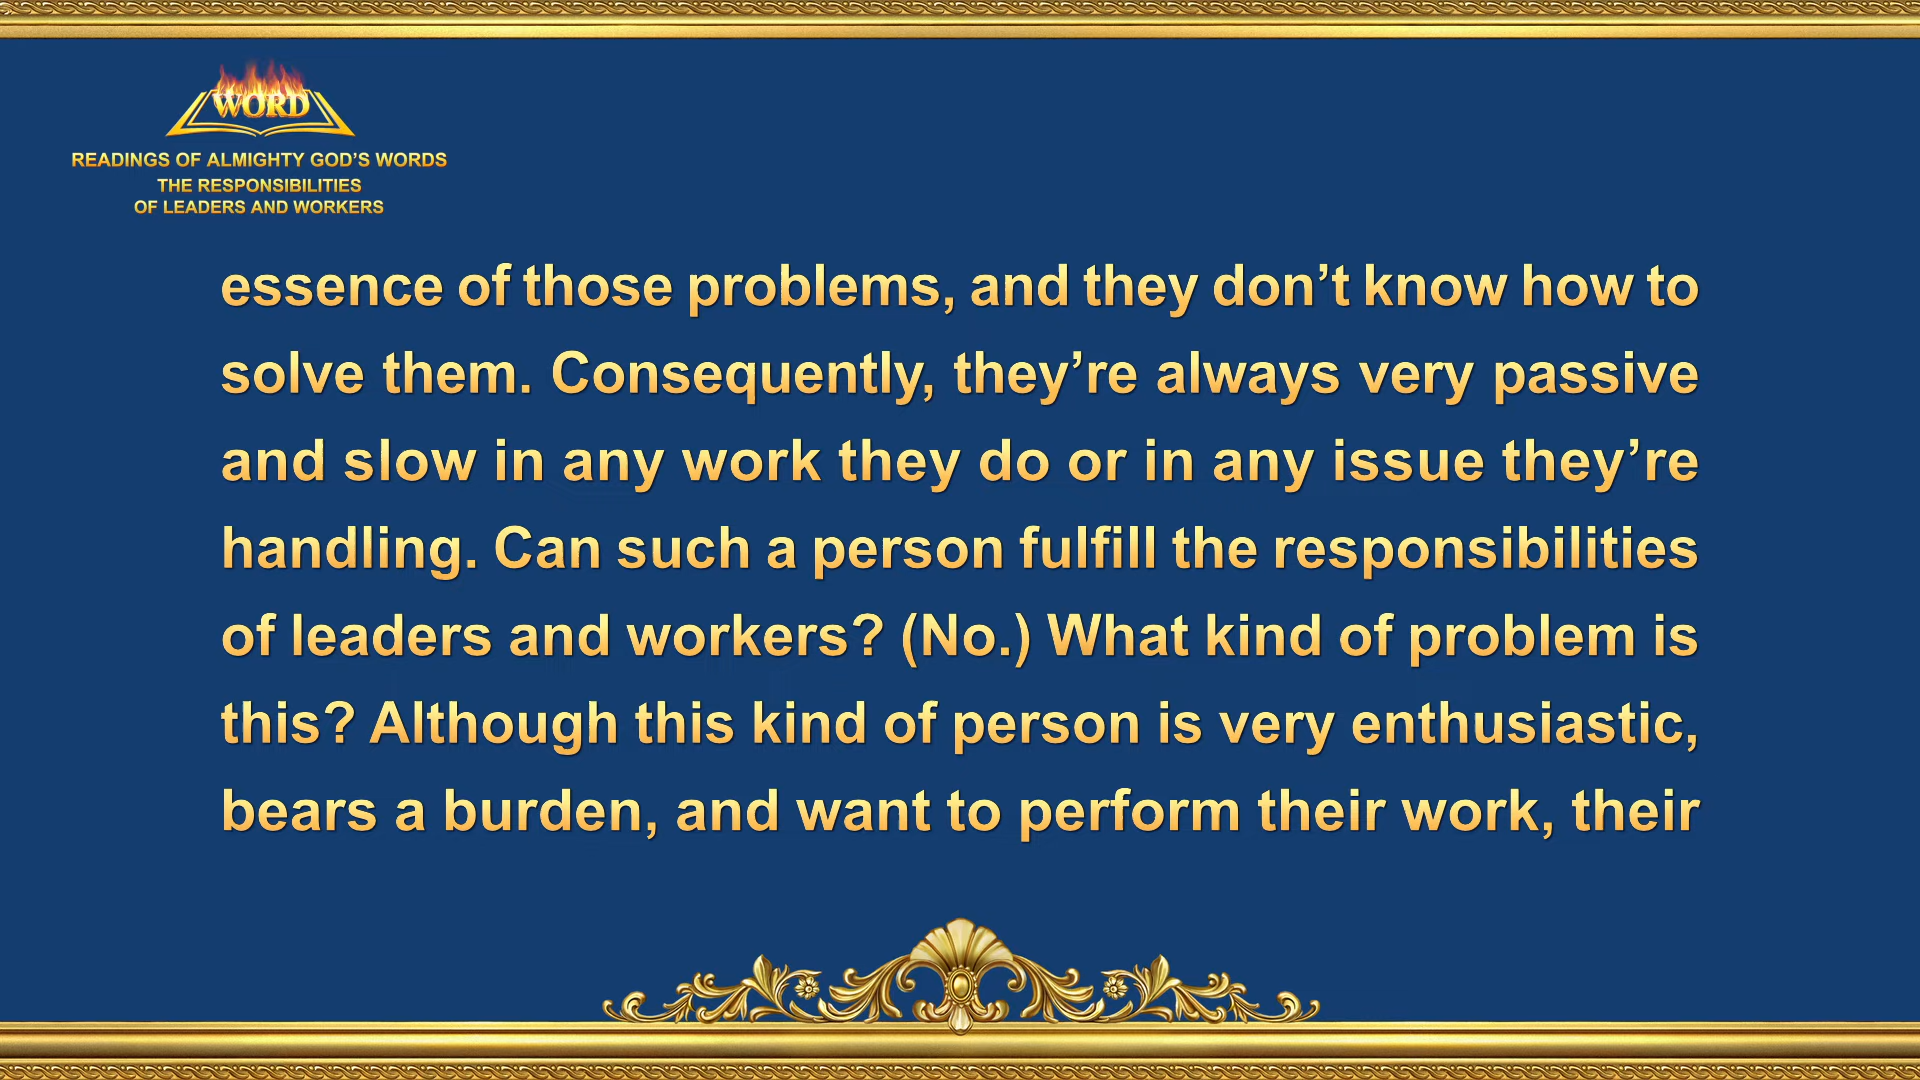 WORD
READINGS OF ALMIGHTY GOD’S WORDS
THE RESPONSIBILITIES
OF LEADERS AND WORKERS
essence of those problems, and they don’t know how to
solve them. Consequently, they’re always very passive
and slow in any work they do or in any issue they’re
handling. Can such a person fulfill the responsibilities
of leaders and workers? (No.) What kind of problem is
this? Although this kind of person is very enthusiastic,
bears a burden, and want to perform their work, their